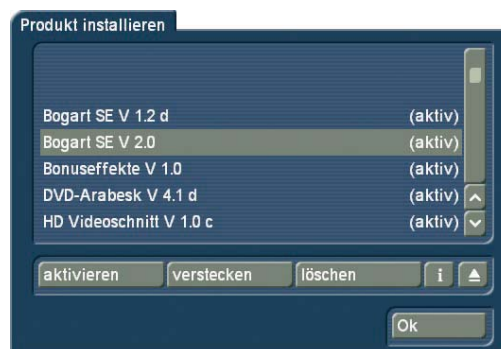 Produkt installieren
Bogart SE V 1.2 d (aktiv)
Bogart SE V 2.0 (aktiv)
Bonuseffekte V 1.0 (aktiv)
DVD-Arabesk V 4.1 d (aktiv)
HD Videoschnitt V 1.0 c (aktiv)
aktivieren verstecken löschen i
Ok